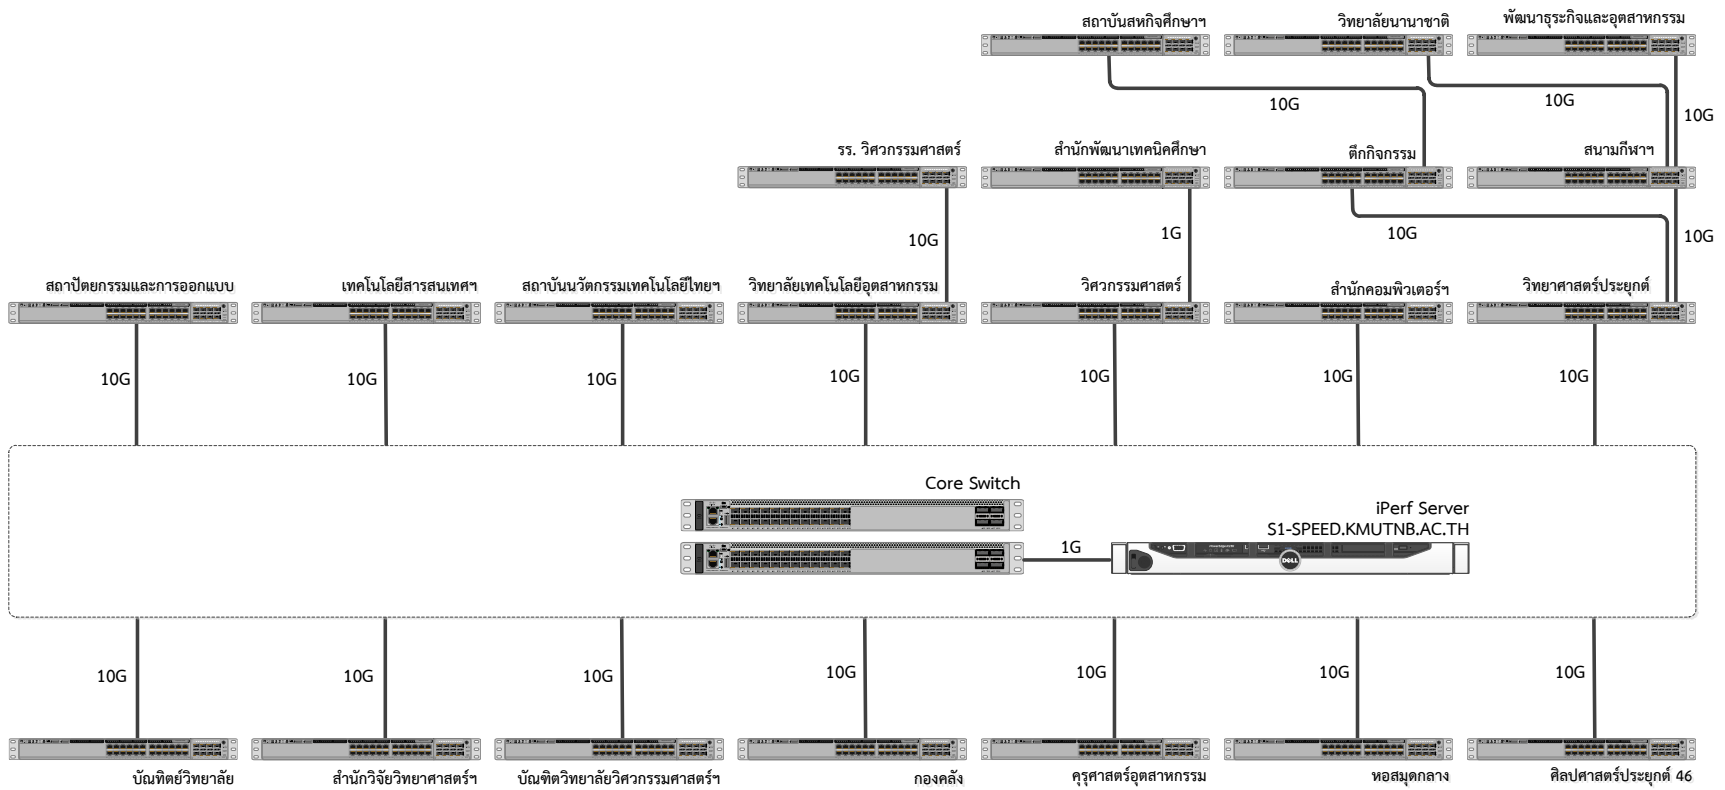 สถาบันสหกิจศึกษาฯ
วิทยาลัยนานาชาติ
พัฒนาธุระกิจและอุตสาหกรรม
10G
10G
10G
รร. วิศวกรรมศาสตร์
สำนักพัฒนาเทคนิคศึกษา
ตึกกิจกรรม
สนามกีฬาฯ
10G
1G
10G
10G
สถาปัตยกรรมและการออกแบบ
เทคโนโลยีสารสนเทศฯ
สถาบันนวัตกรรมเทคโนโลยีไทยฯ
วิทยาลัยเทคโนโลยีอุตสาหกรรม
วิศวกรรมศาสตร์
สำนักคอมพิวเตอร์ฯ
วิทยาศาสตร์ประยุกต์
10G
10G
10G
10G
10G
10G
10G
Core Switch
iPerf Server
S1-SPEED.KMUTNB.AC.TH
1G
DELL
10G
10G
10G
10G
10G
10G
10G
บัณฑิตย์วิทยาลัย
สำนักวิจัยวิทยาศาสตร์ฯ
บัณฑิตวิทยาลัยวิศวกรรมศาสตร์ฯ
กองคลัง
คุรุศาสตร์อุตสาหกรรม
หอสมุดกลาง
ศิลปศาสตร์ประยุกต์ 46